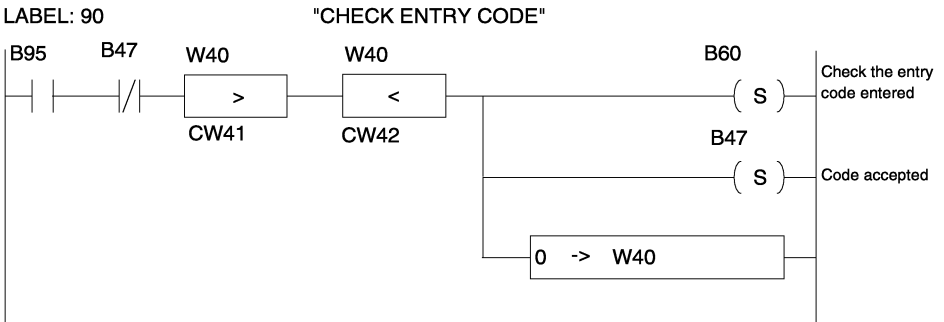 LABEL: 90 "CHECK ENTRY CODE"
B95 B47 W40 W40 B60
> < S
Check the entry
code entered
CW41 CW42 B47
S Code accepted
0 -> W40